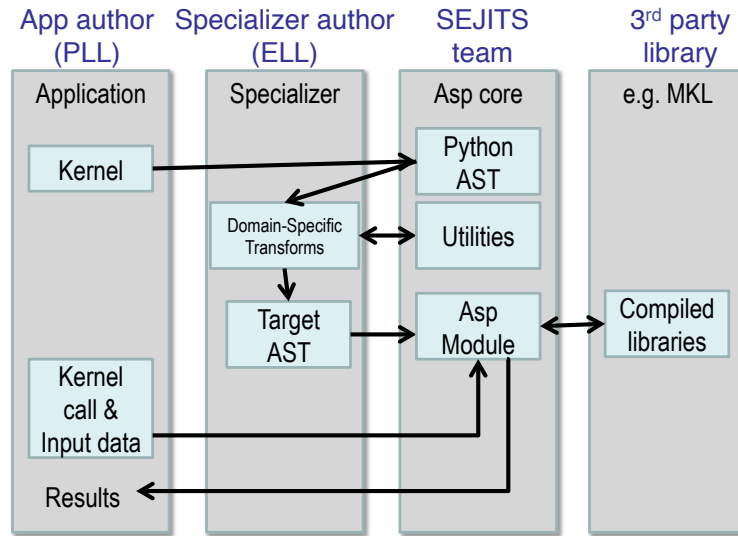 App author
(PLL)
Specializer author
(ELL)
SEJITS
team
3rd party
library
Application
Specializer
Asp core
e.g. MKL
Kernel
Python
AST
Domain-Specific
Transforms
Utilities
Target
AST
Asp
Module
Compiled
libraries
Kernel
call &
Input data
Results